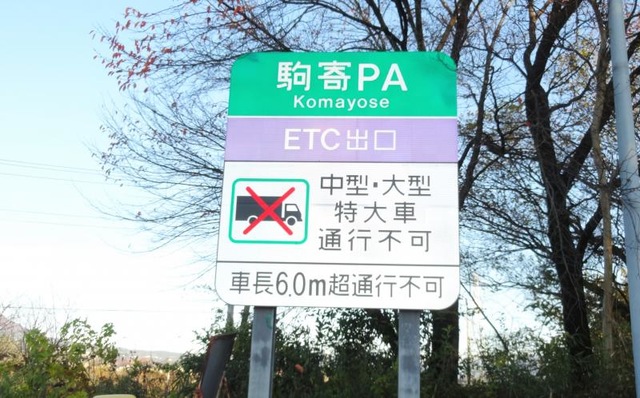 駒寄PA
Komayose
ETC出口
中型・大型
特大車
通行不可
車長6.0m超通行不可